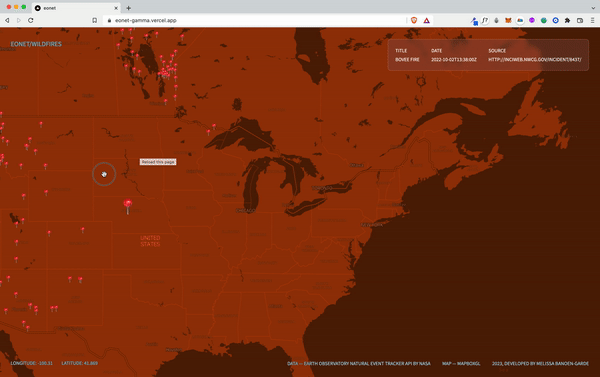 eonet
eonet-gamma.vercel.app
EONET/WILDFIRES
TITLE DATE SOURCE
BOVEE FIRE 2022-10-02T13:38:00Z HTTP://INCIWEB.NWCG.GOV/INCIDENT/8437/
Reload this page
UNITED
STATES
LONGITUDE: -100.31 LATITUDE: 41.869
DATA — EARTH OBSERVATORY NATURAL EVENT TRACKER API BY NASA MAP — MAPBOXGL 2023, DEVELOPED BY MELISSA BANOEN-GARDE